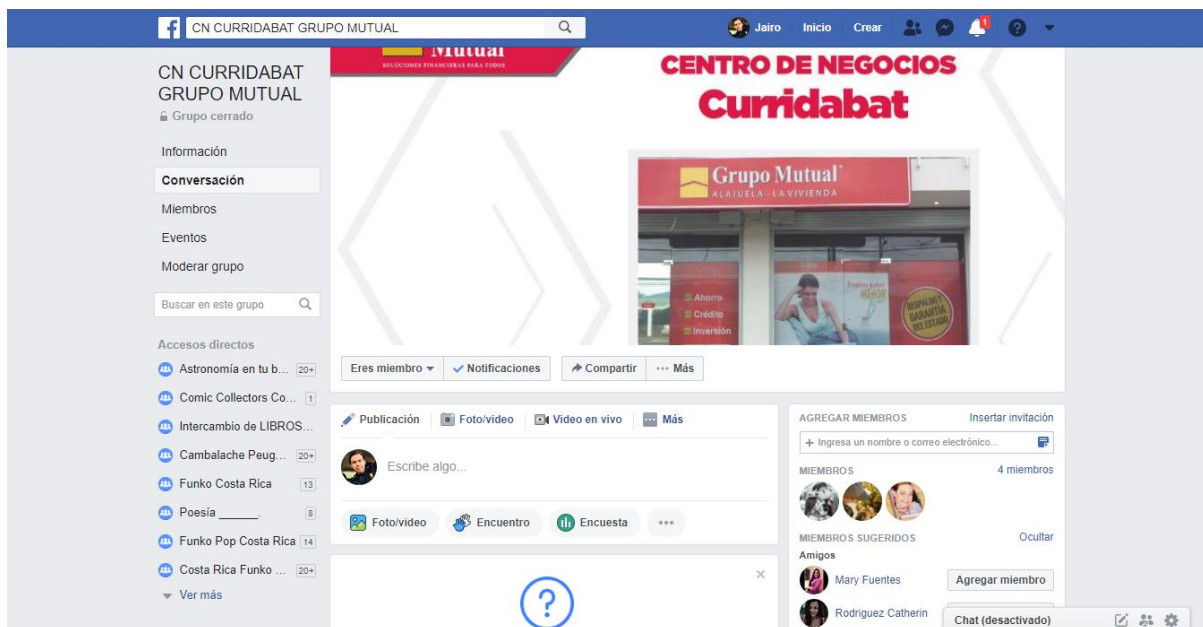 CN CURRIDABAT GRUPO MUTUAL
Jairo
Inicio
Crear
1
CN CURRIDABAT
GRUPO MUTUAL
Grupo cerrado
Información
Conversación
Miembros
Eventos
Moderar grupo
Buscar en este grupo
Accesos directos
Astronomía en tu b... 20+
Comic Collectors Co... 1
Intercambio de LIBROS...
Cambalache Peug... 20+
Funko Costa Rica 13
Poesía ______. 8
Funko Pop Costa Rica 14
Costa Rica Funko ... 20+
Ver más
Mutual
SOLUCIONES FINANCIERAS PARA TODOS
CENTRO DE NEGOCIOS
Curridabat
Grupo Mutual
ALAJUELA - LA VIVIENDA
Ahorro
Crédito
Inversión
MEJOR
RESPALDO Y
GARANTÍA
DEL ESTADO
Eres miembro
Notificaciones
Compartir
Más
Publicación
Foto/video
Video en vivo
Más
Escribe algo...
Foto/video
Encuentro
Encuesta
?
AGREGAR MIEMBROS
Insertar invitación
+ Ingresa un nombre o correo electrónico...
MIEMBROS
4 miembros
MIEMBROS SUGERIDOS
Ocultar
Amigos
Mary Fuentes
Agregar miembro
Rodriguez Catherin
Chat (desactivado)